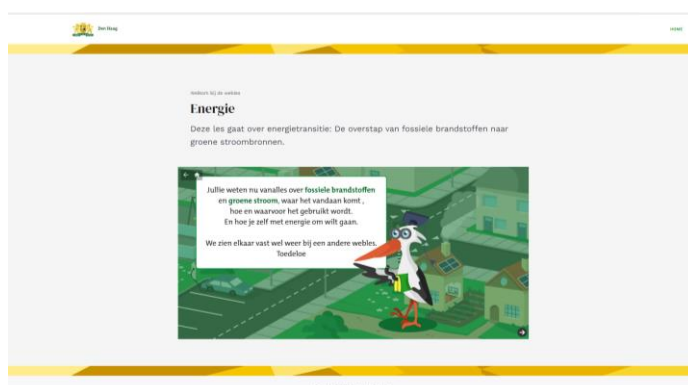 Den Haag
HOME
Welkom bij de webles
Energie
Deze les gaat over energietransitie: De overstap van fossiele brandstoffen naar
groene stroombronnen.
Jullie weten nu vanalles over fossiele brandstoffen
en groene stroom, waar het vandaan komt ,
hoe en waarvoor het gebruikt wordt.
En hoe je zelf met energie om wilt gaan.
We zien elkaar vast wel weer bij een andere webles.
Toedeloe